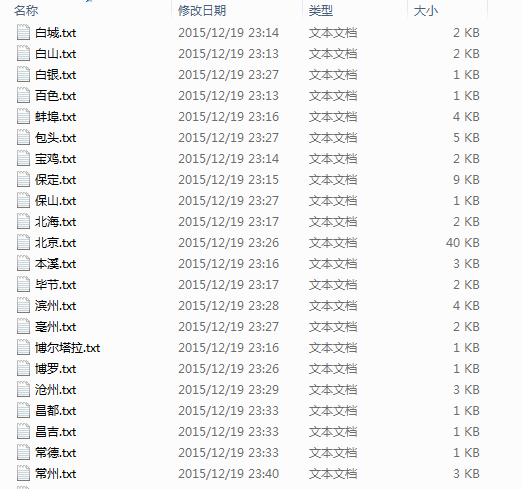 名称 修改日期 类型 大小
白城.txt 2015/12/19 23:14 文本文档 2 KB
白山.txt 2015/12/19 23:13 文本文档 2 KB
白银.txt 2015/12/19 23:27 文本文档 1 KB
百色.txt 2015/12/19 23:13 文本文档 1 KB
蚌埠.txt 2015/12/19 23:16 文本文档 4 KB
包头.txt 2015/12/19 23:27 文本文档 5 KB
宝鸡.txt 2015/12/19 23:14 文本文档 2 KB
保定.txt 2015/12/19 23:15 文本文档 9 KB
保山.txt 2015/12/19 23:27 文本文档 1 KB
北海.txt 2015/12/19 23:17 文本文档 2 KB
北京.txt 2015/12/19 23:26 文本文档 40 KB
本溪.txt 2015/12/19 23:16 文本文档 3 KB
毕节.txt 2015/12/19 23:17 文本文档 2 KB
滨州.txt 2015/12/19 23:28 文本文档 4 KB
亳州.txt 2015/12/19 23:27 文本文档 2 KB
博尔塔拉.txt 2015/12/19 23:16 文本文档 1 KB
博罗.txt 2015/12/19 23:26 文本文档 1 KB
沧州.txt 2015/12/19 23:29 文本文档 3 KB
昌都.txt 2015/12/19 23:33 文本文档 1 KB
昌吉.txt 2015/12/19 23:33 文本文档 1 KB
常德.txt 2015/12/19 23:33 文本文档 1 KB
常州.txt 2015/12/19 23:40 文本文档 3 KB